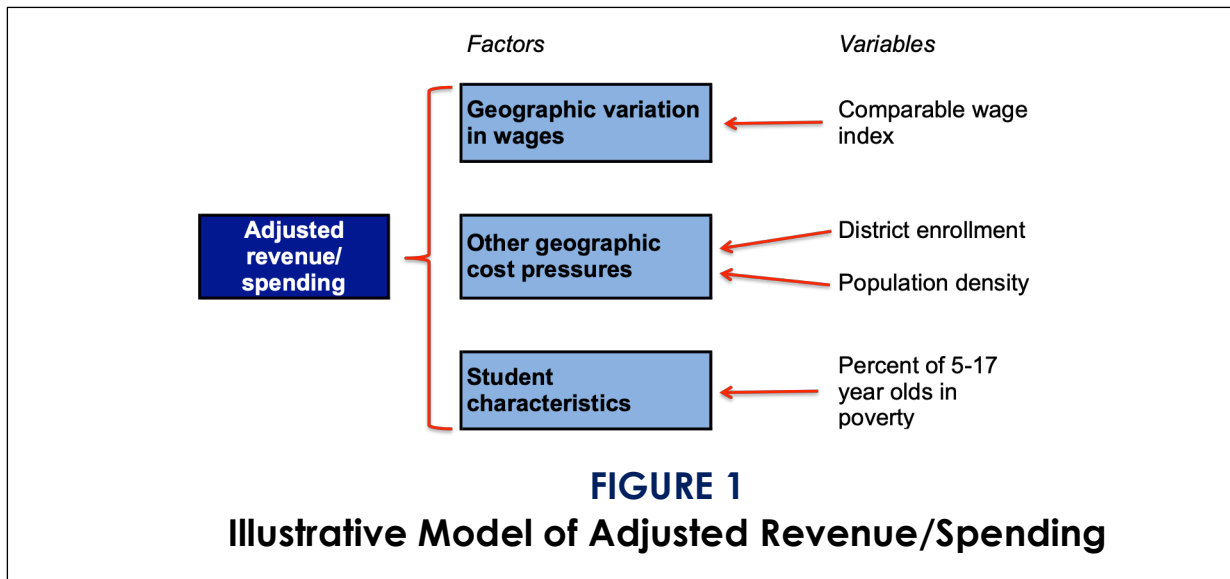 Factors
Variables
Geographic variation
in wages
Comparable wage
index
Adjusted
revenue/
spending
Other geographic
cost pressures
District enrollment
Population density
Student
characteristics
Percent of 5-17
year olds in
poverty
FIGURE 1
Illustrative Model of Adjusted Revenue/Spending